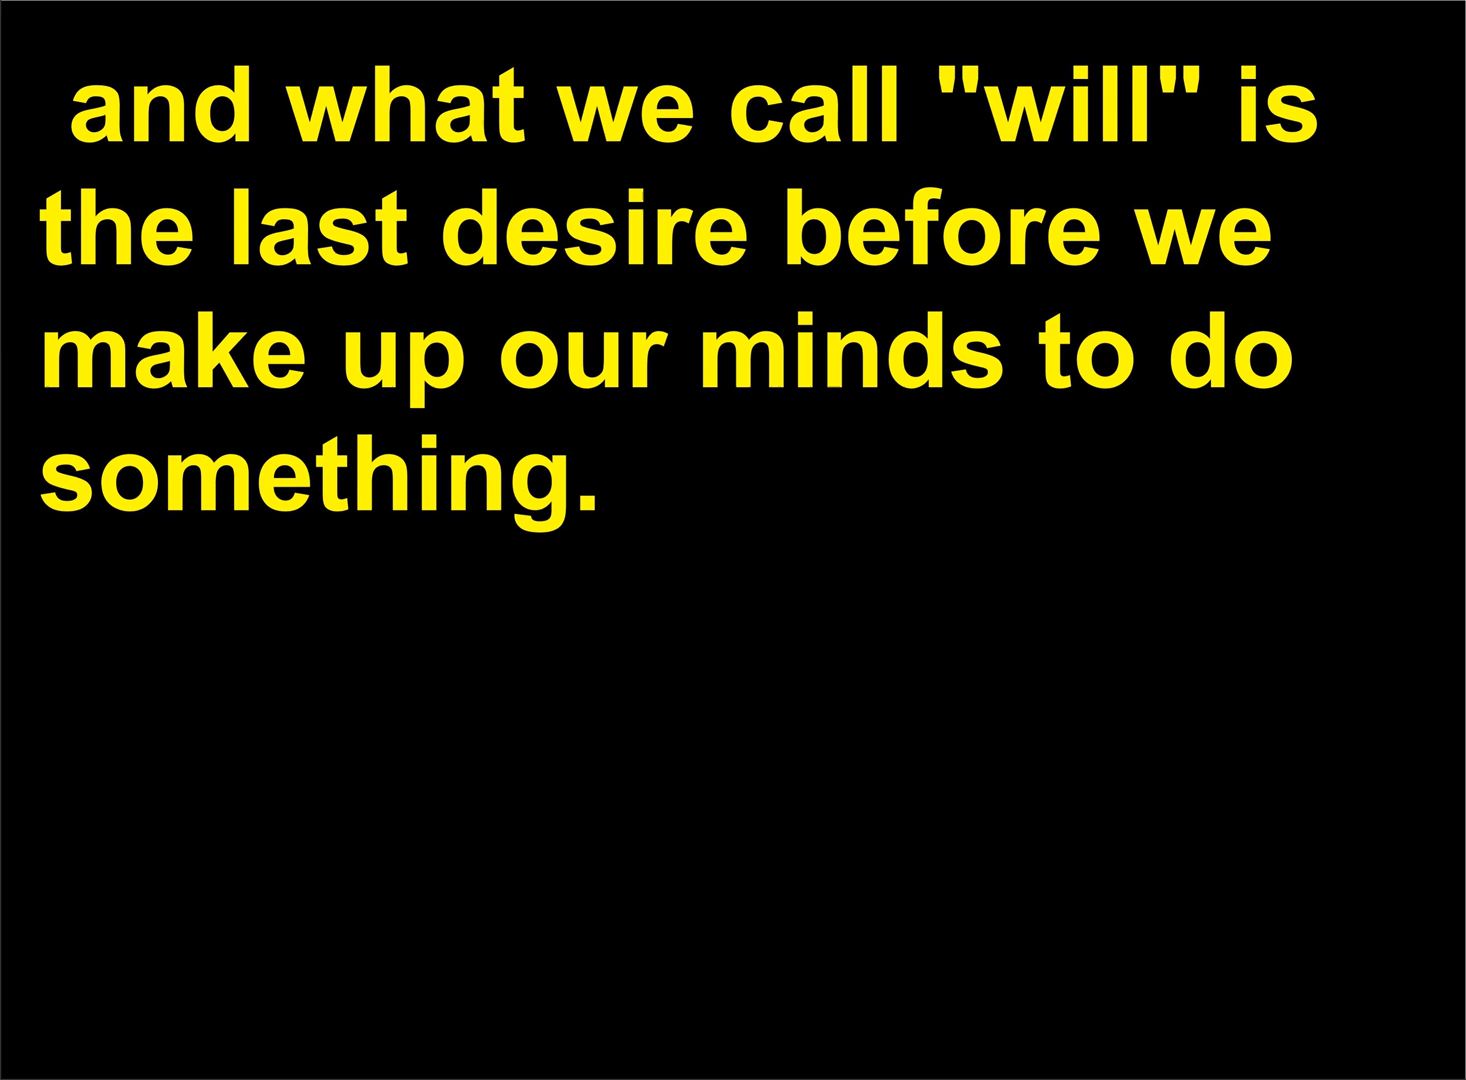 and what we call "will" is
the last desire before we
make up our minds to do
something.